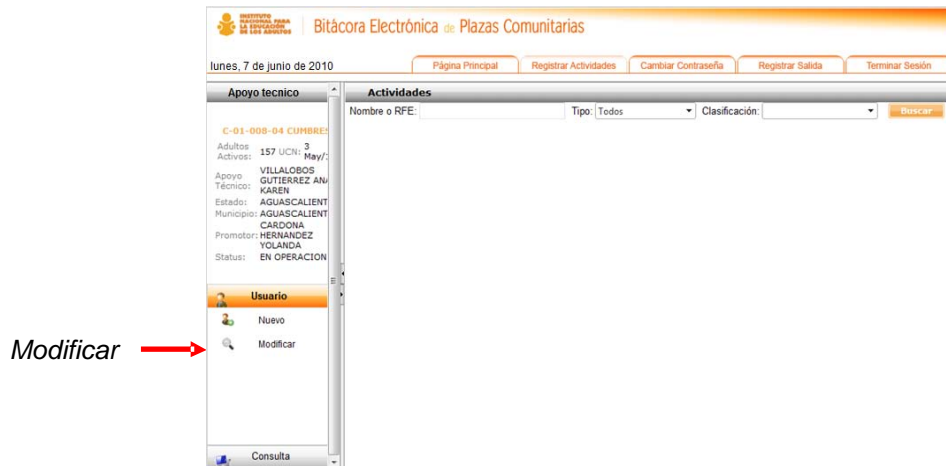 INSTITUTO
NACIONAL PARA
LA EDUCACIÓN
DE LOS ADULTOS
Bitácora Electrónica de Plazas Comunitarias
lunes, 7 de junio de 2010
Página Principal
Registrar Actividades
Cambiar Contraseña
Registrar Salida
Terminar Sesión
Apoyo tecnico
Actividades
Nombre o RFE:
Tipo: Todos
Clasificación:
Buscar
C-01-008-04 CUMBRES
Adultos Activos: 157 UCN: 3 May/
Apoyo Técnico: VILLALOBOS GUTIERREZ ANA KAREN
Estado: AGUASCALIENT
Municipio: AGUASCALIENT
Promotor: CARDONA HERNANDEZ YOLANDA
Status: EN OPERACION
Usuario
Nuevo
Modificar
Modificar
Consulta